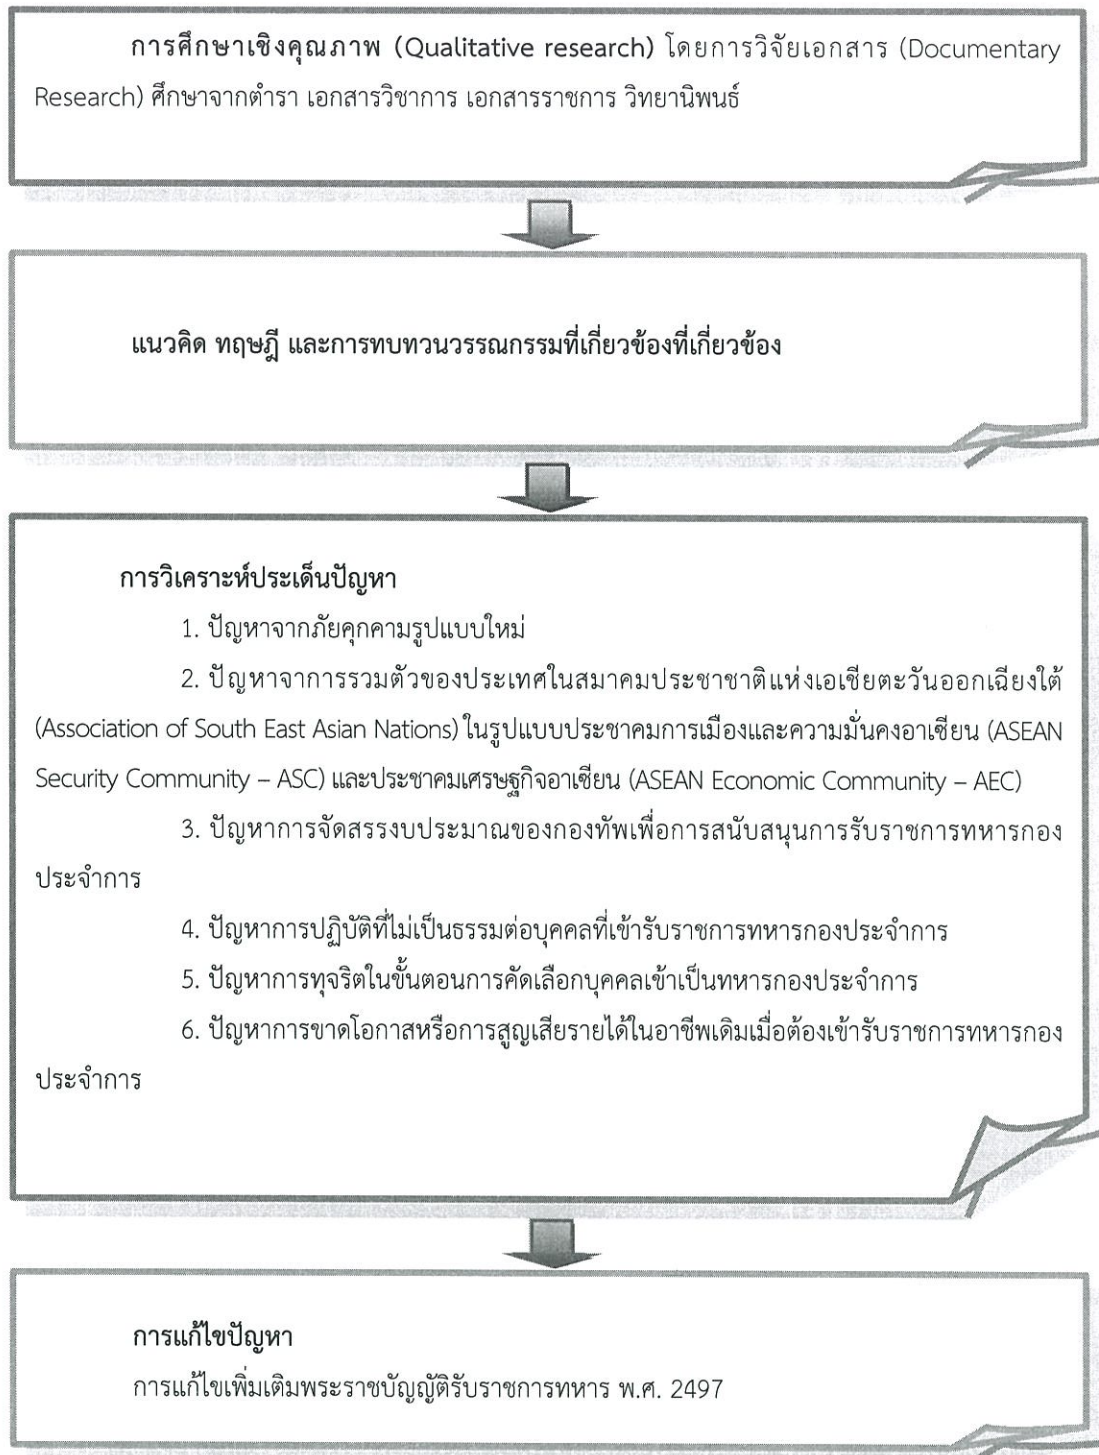 การศึกษาเชิงคุณภาพ (Qualitative research) โดยการวิจัยเอกสาร (Documentary
Research) ศึกษาจากตำรา เอกสารวิชาการ เอกสารราชการ วิทยานิพนธ์
แนวคิด ทฤษฎี และการทบทวนวรรณกรรมที่เกี่ยวข้องที่เกี่ยวข้อง
การวิเคราะห์ประเด็นปัญหา
1. ปัญหาจากภัยคุกคามรูปแบบใหม่
2. ปัญหาจาการรวมตัวของประเทศในสมาคมประชาชาติแห่งเอเชียตะวันออกเฉียงใต้
(Association of South East Asian Nations) ในรูปแบบประชาคมการเมืองและความมั่นคงอาเซียน (ASEAN
Security Community – ASC) และประชาคมเศรษฐกิจอาเซียน (ASEAN Economic Community – AEC)
3. ปัญหาการจัดสรรงบประมาณของกองทัพเพื่อการสนับสนุนการรับราชการทหารกอง
ประจำการ
4. ปัญหาการปฏิบัติที่ไม่เป็นธรรมต่อบุคคลที่เข้ารับราชการทหารกองประจำการ
5. ปัญหาการทุจริตในขั้นตอนการคัดเลือกบุคคลเข้าเป็นทหารกองประจำการ
6. ปัญหาการขาดโอกาสหรือการสูญเสียรายได้ในอาชีพเดิมเมื่อต้องเข้ารับราชการทหารกอง
ประจำการ
การแก้ไขปัญหา
การแก้ไขเพิ่มเติมพระราชบัญญัติรับราชการทหาร พ.ศ. 2497